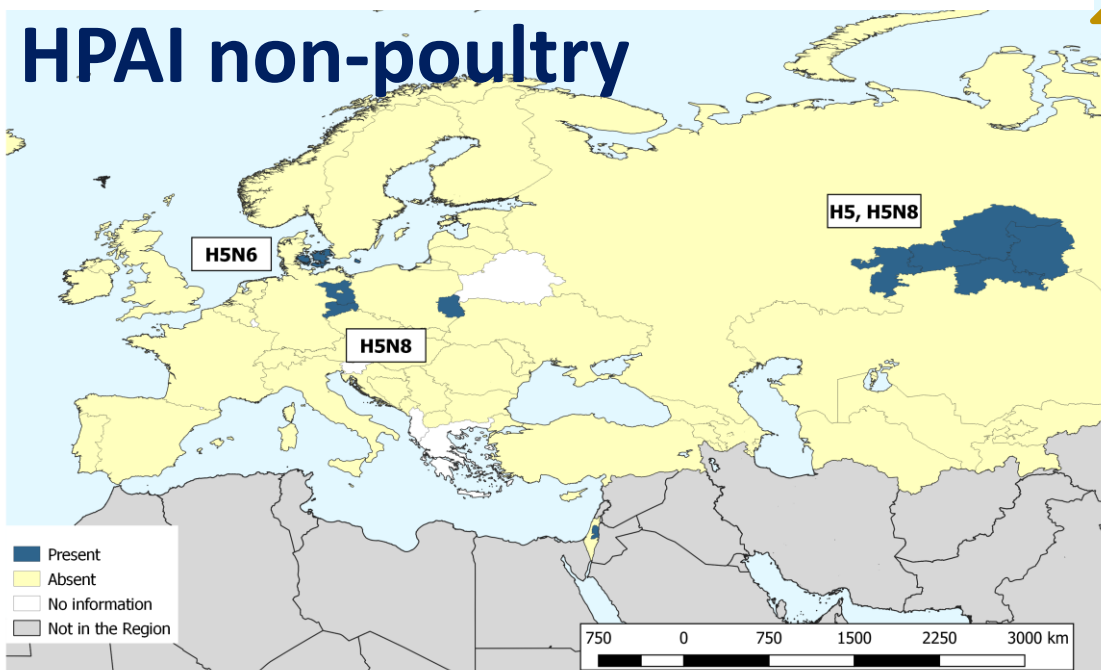 HPAI non-poultry
H5, H5N8
H5N6
H5N8
Present
Absent
No information
Not in the Region
750 0 750 1500 2250 3000 km